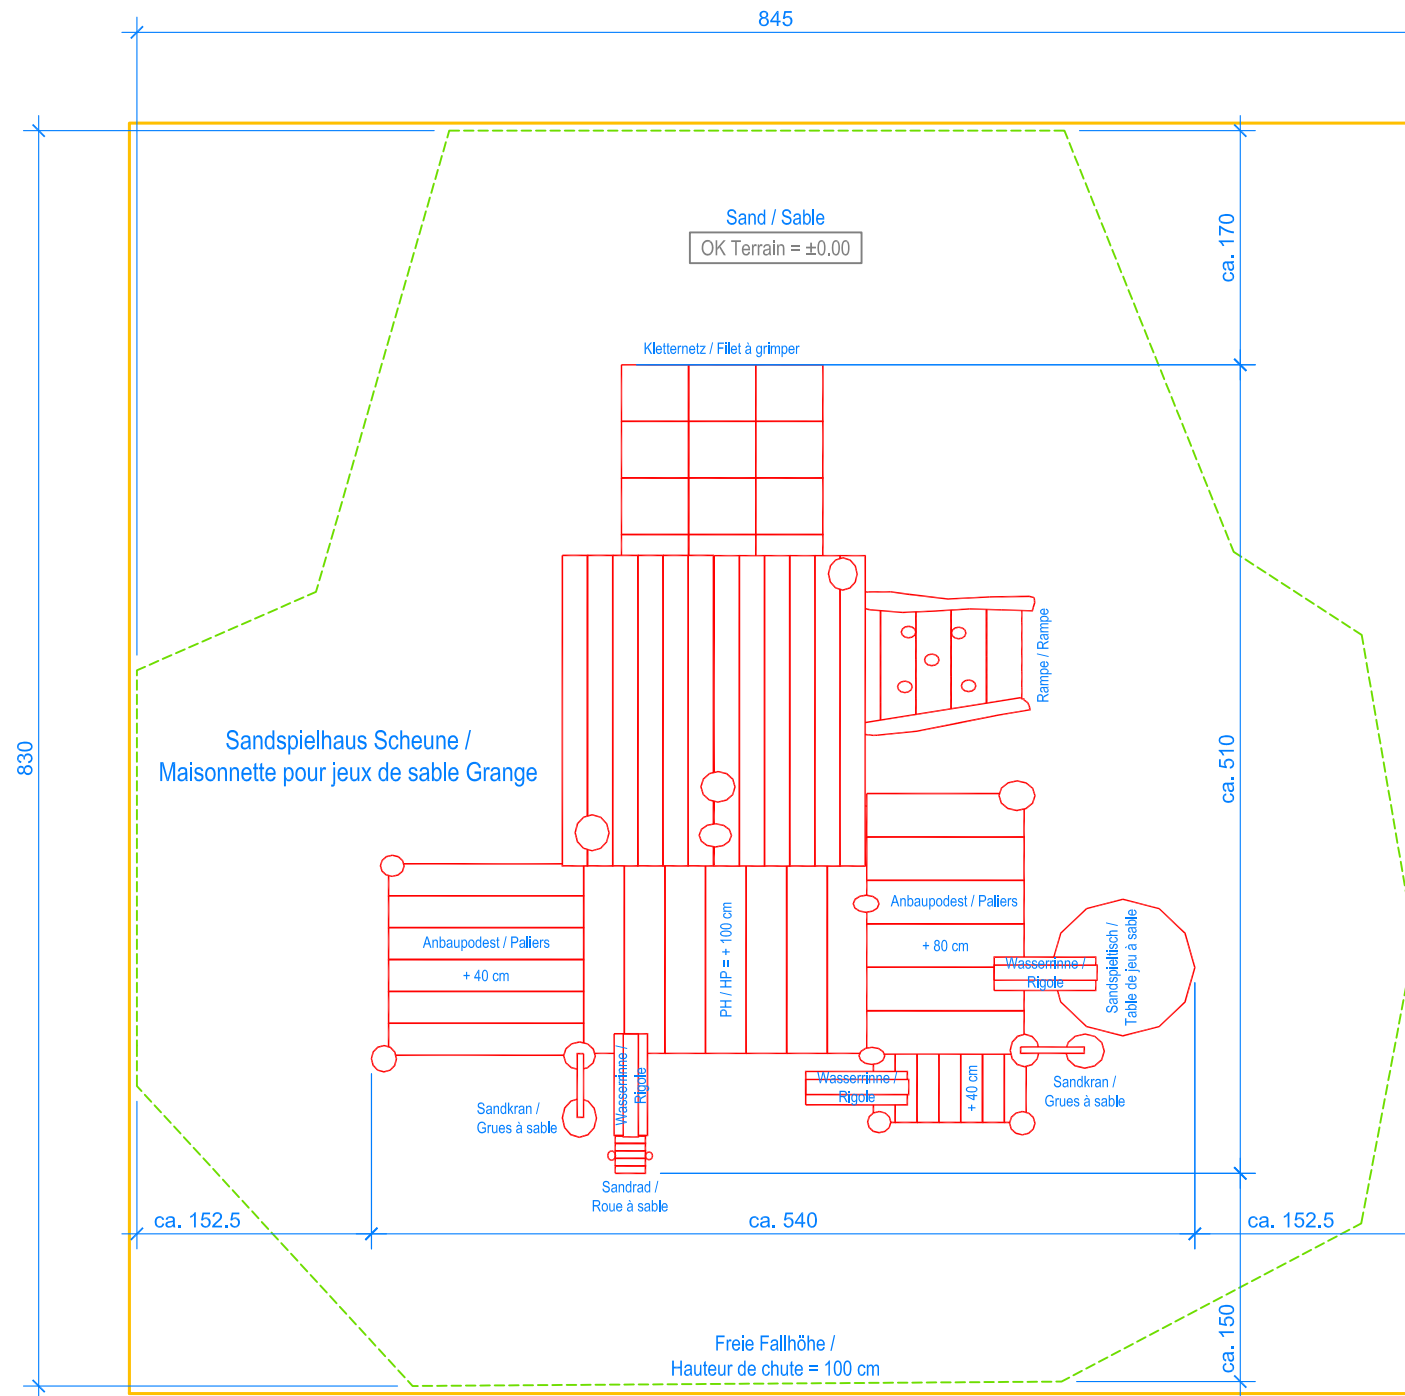 845
Sand / Sable
OK Terrain = ±0.00
ca. 170
Kletternetz / Filet à grimper
Rampe / Rampe
830
Sandspielhaus Scheune /
Maisonnette pour jeux de sable Grange
ca. 510
Anbaupodest / Paliers
+ 80 cm
Anbaupodest / Paliers
+ 40 cm
PH / HP = + 100 cm
Wasserrinne /
Rigole
Sandspieltisch /
Table de jeu à sable
Wasserrinne /
Rigole
Wasserrinne /
Rigole
+ 40 cm
Sandkran /
Grues à sable
Sandkran /
Grues à sable
Sandrad /
Roue à sable
ca. 152.5
ca. 540
ca. 152.5
Freie Fallhöhe /
Hauteur de chute = 100 cm
ca. 150